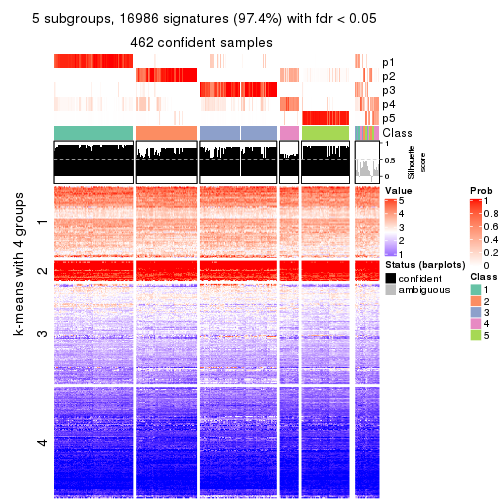 5 subgroups, 16986 signatures (97.4%) with fdr < 0.05
462 confident samples
p1
p2
p3
p4
p5
Class
1
0.5
0
Silhouette
score
k-means with 4 groups
1
2
3
4
Value
5
4
3
2
1
Status (barplots)
confident
ambiguous
Prob
1
0.8
0.6
0.4
0.2
0
Class
1
2
3
4
5